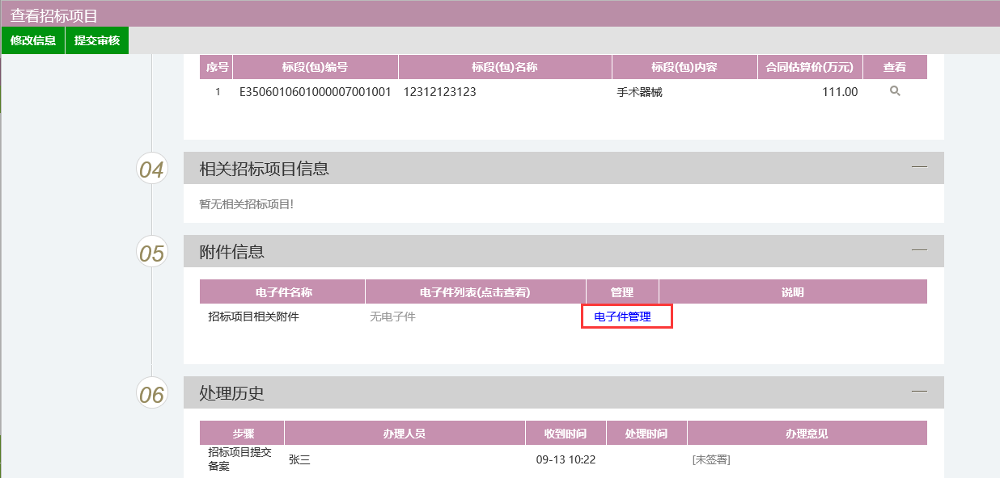 查看招标项目
修改信息 提交审核
序号 标段(包)编号 标段(包)名称 标段(包)内容 合同估算价(万元) 查看
1 E3506010601000007001001 12312123123 手术器械 111.00
04 相关招标项目信息
暂无相关招标项目!
05 附件信息
电子件名称 电子件列表(点击查看) 管理 说明
招标项目相关附件 无电子件 电子件管理
06 处理历史
步骤 办理人员 收到时间 处理时间 办理意见
招标项目提交
备案 张三 09-13 10:22 [未签署]